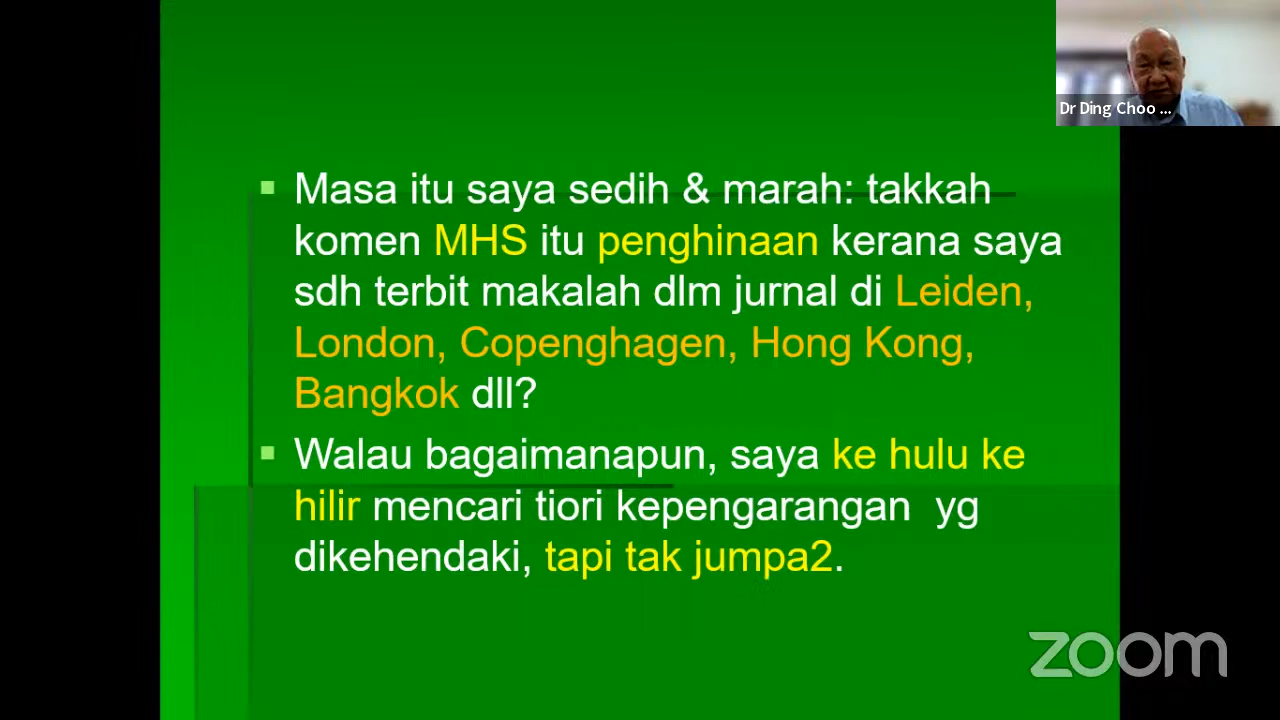 Dr Ding Choo ...
Masa itu saya sedih & marah: takkah
komen MHS itu penghinaan kerana saya
sdh terbit makalah dlm jurnal di Leiden,
London, Copenghagen, Hong Kong,
Bangkok dll?
Walau bagaimanapun, saya ke hulu ke
hilir mencari tiori kepengarangan yg
dikehendaki, tapi tak jumpa2.
zoom